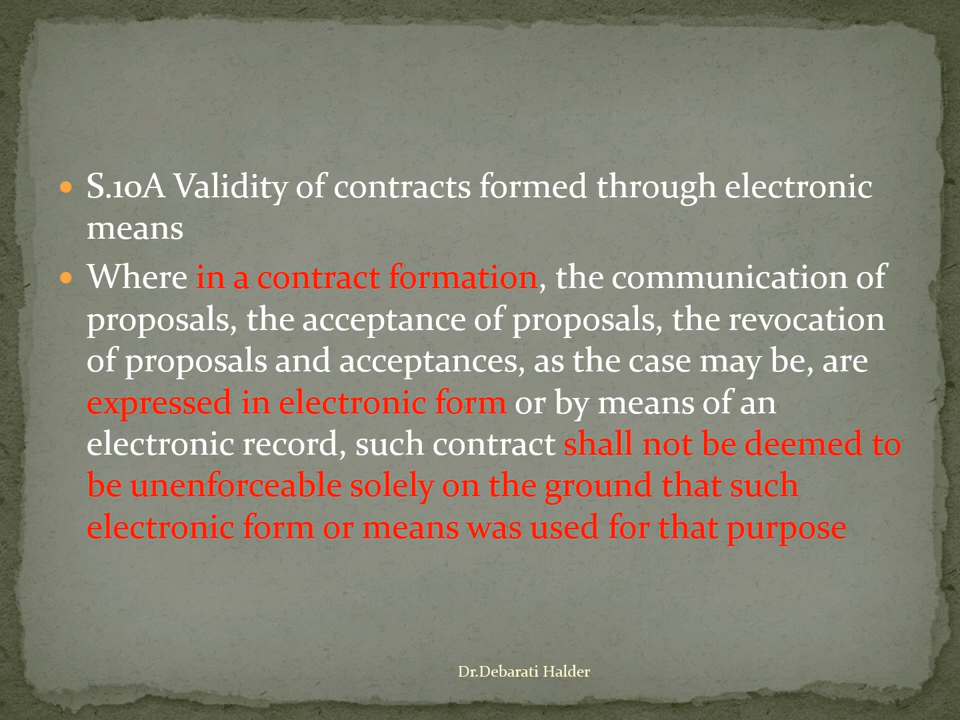 S.10A Validity of contracts formed through electronic
means
Where in a contract formation, the communication of
proposals, the acceptance of proposals, the revocation
of proposals and acceptances, as the case may be, are
expressed in electronic form or by means of an
electronic record, such contract shall not be deemed to
be unenforceable solely on the ground that such
electronic form or means was used for that purpose
Dr.Debarati Halder